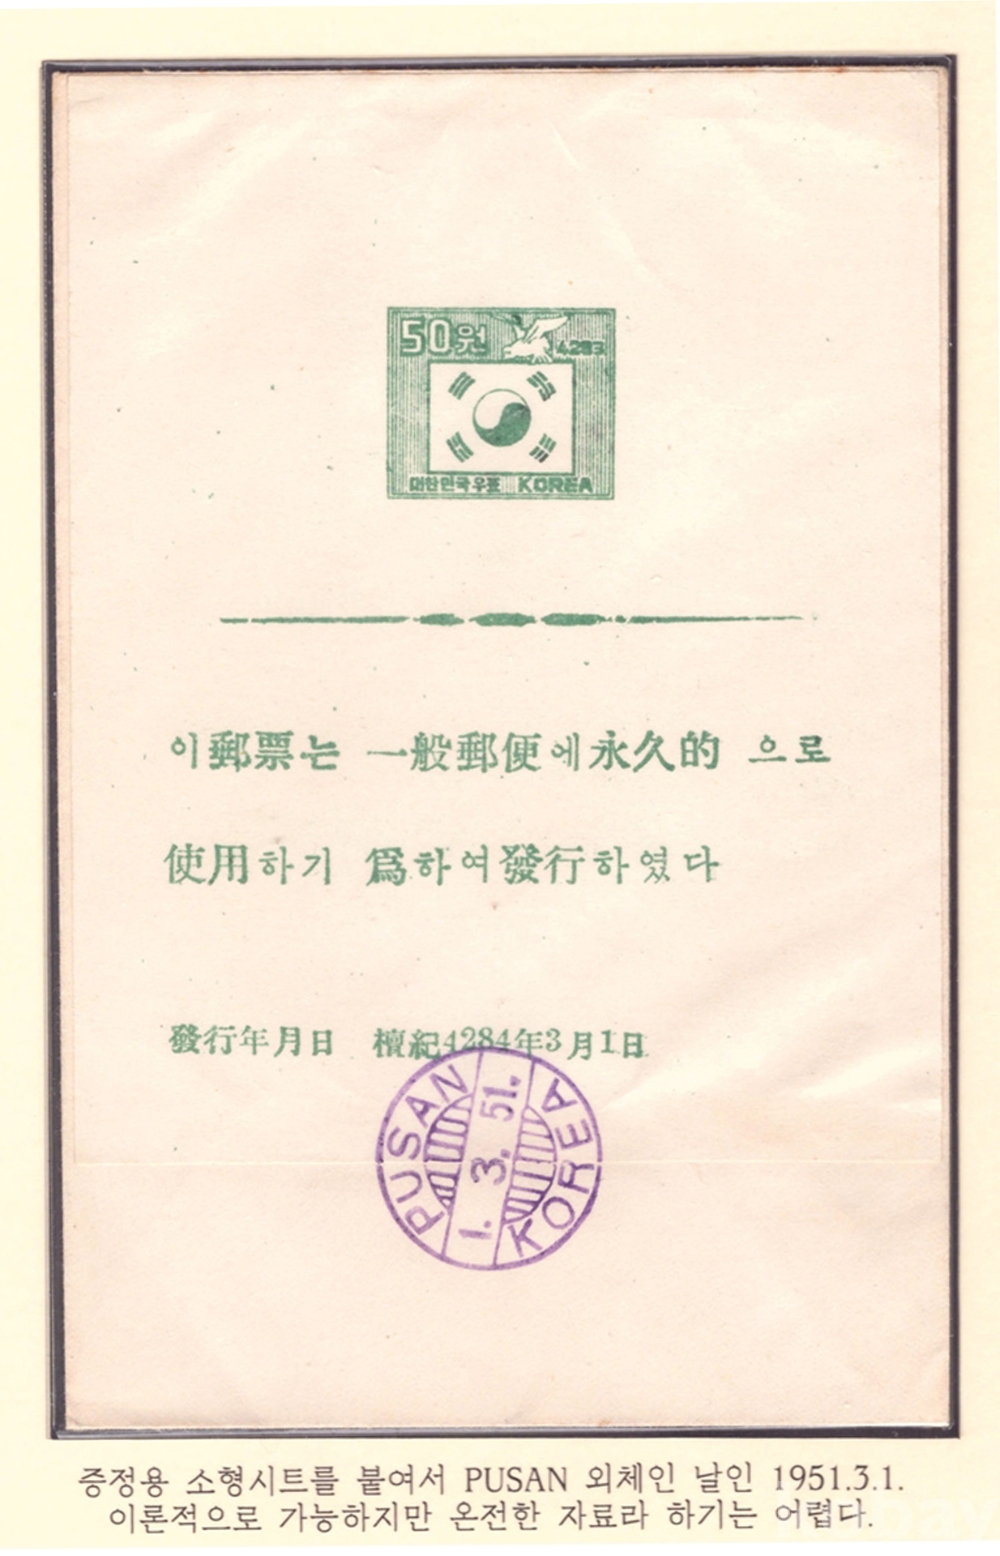 50원 4283
대한민국우표 KOREA
이郵票는 一般郵便에永久的 으로
使用하기 爲하여發行하였다
發行年月日 檀紀4284年3月1日
PUSAN
1. 3. 51.
KOREA
증정용 소형시트를 붙여서 PUSAN 외체인 날인 1951.3.1.
이론적으로 가능하지만 온전한 자료라 하기는 어렵다.